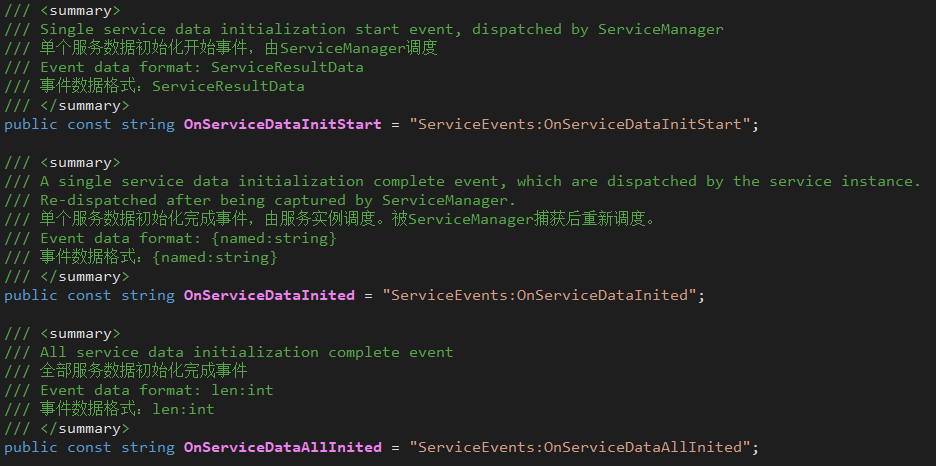 /// <summary>
/// Single service data initialization start event, dispatched by ServiceManager
/// 单个服务数据初始化开始事件，由ServiceManager调度
/// Event data format: ServiceResultData
/// 事件数据格式：ServiceResultData
/// </summary>
public const string OnServiceDataInitStart = "ServiceEvents:OnServiceDataInitStart";
/// <summary>
/// A single service data initialization complete event, which are dispatched by the service instance.
/// Re-dispatched after being captured by ServiceManager.
/// 单个服务数据初始化完成事件，由服务实例调度。被ServiceManager捕获后重新调度。
/// Event data format: {named:string}
/// 事件数据格式：{named:string}
/// </summary>
public const string OnServiceDataInited = "ServiceEvents:OnServiceDataInited";
/// <summary>
/// All service data initialization complete event
/// 全部服务数据初始化完成事件
/// Event data format: len:int
/// 事件数据格式：len:int
/// </summary>
public const string OnServiceDataAllInited = "ServiceEvents:OnServiceDataAllInited";